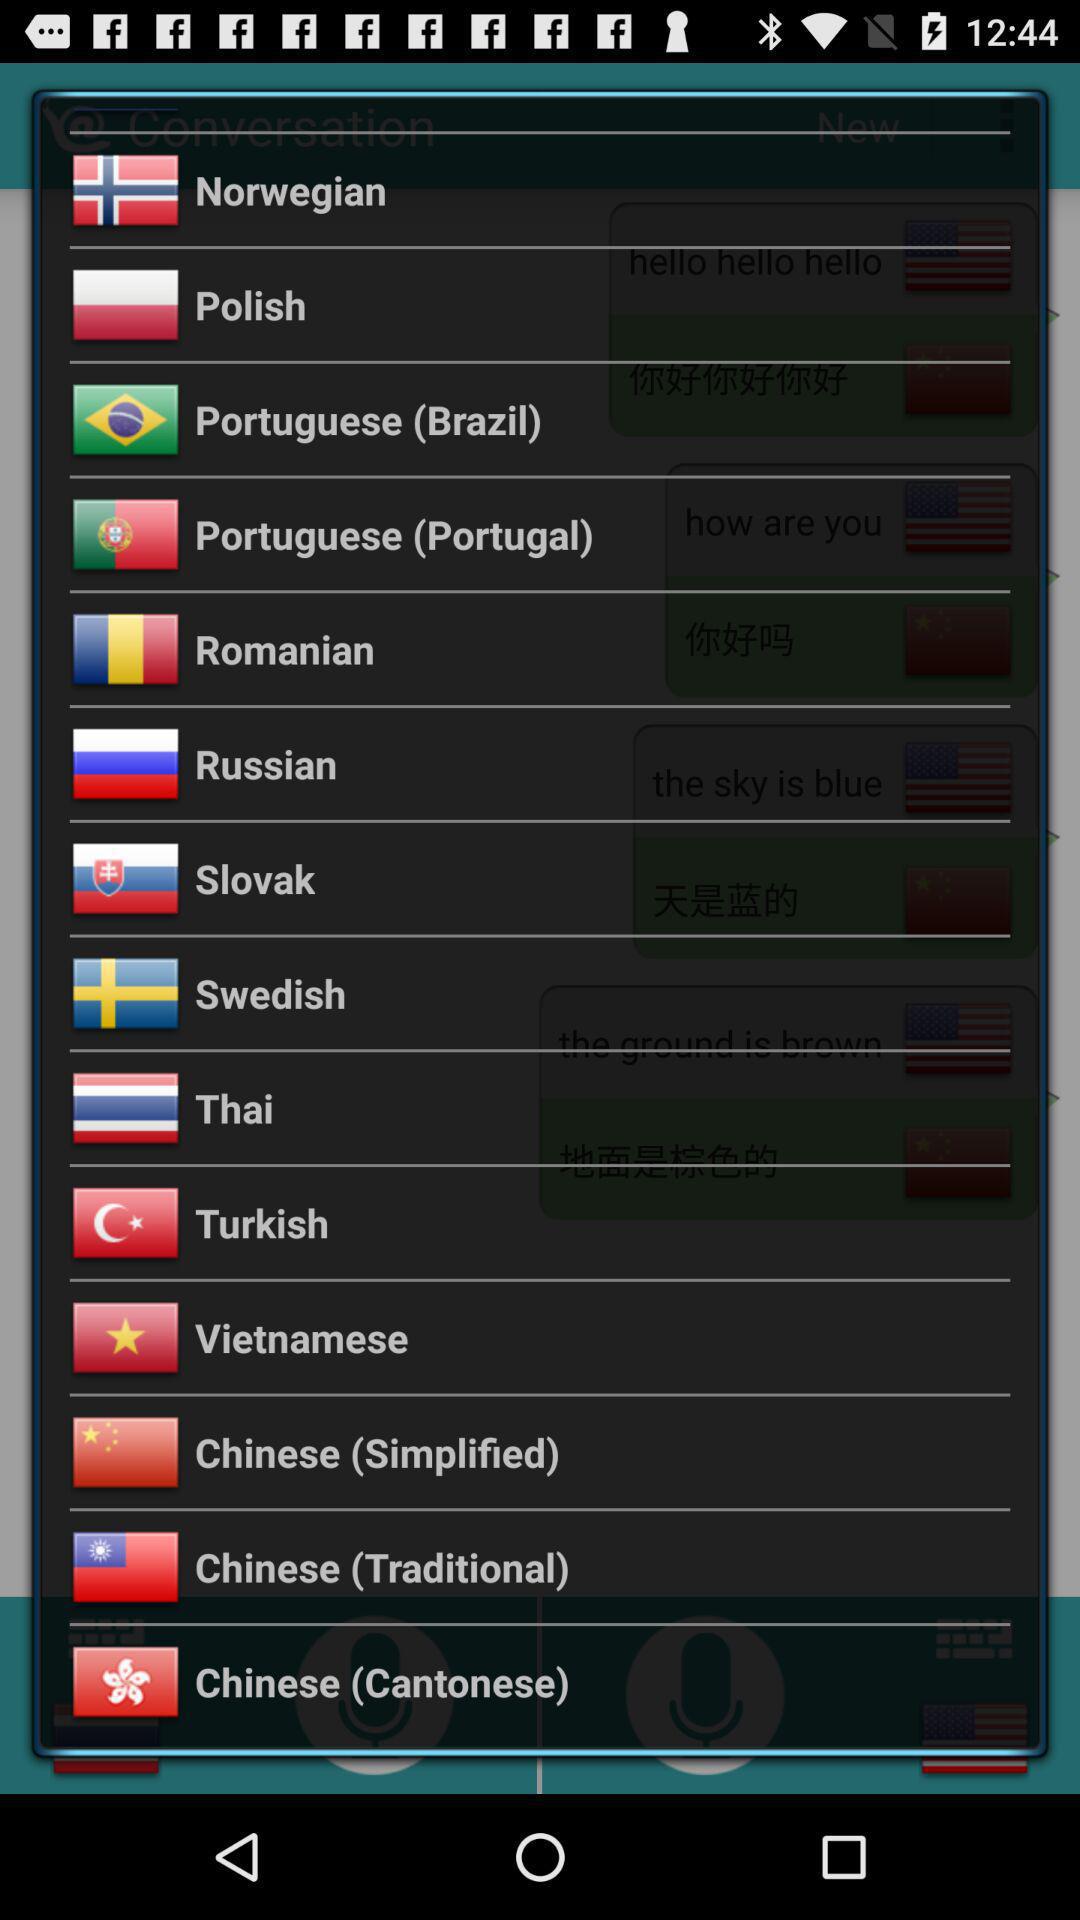 12:44
@ Conversation New
Norwegian
hello hello hello
Polish
你好你好你好
Portuguese (Brazil)
how are you
Portuguese (Portugal)
你好吗
Romanian
Russian
the sky is blue
Slovak
天是蓝的
Swedish
the ground is brown
Thai
地面是棕色的
Turkish
Vietnamese
Chinese (Simplified)
Chinese (Traditional)
Chinese (Cantonese)